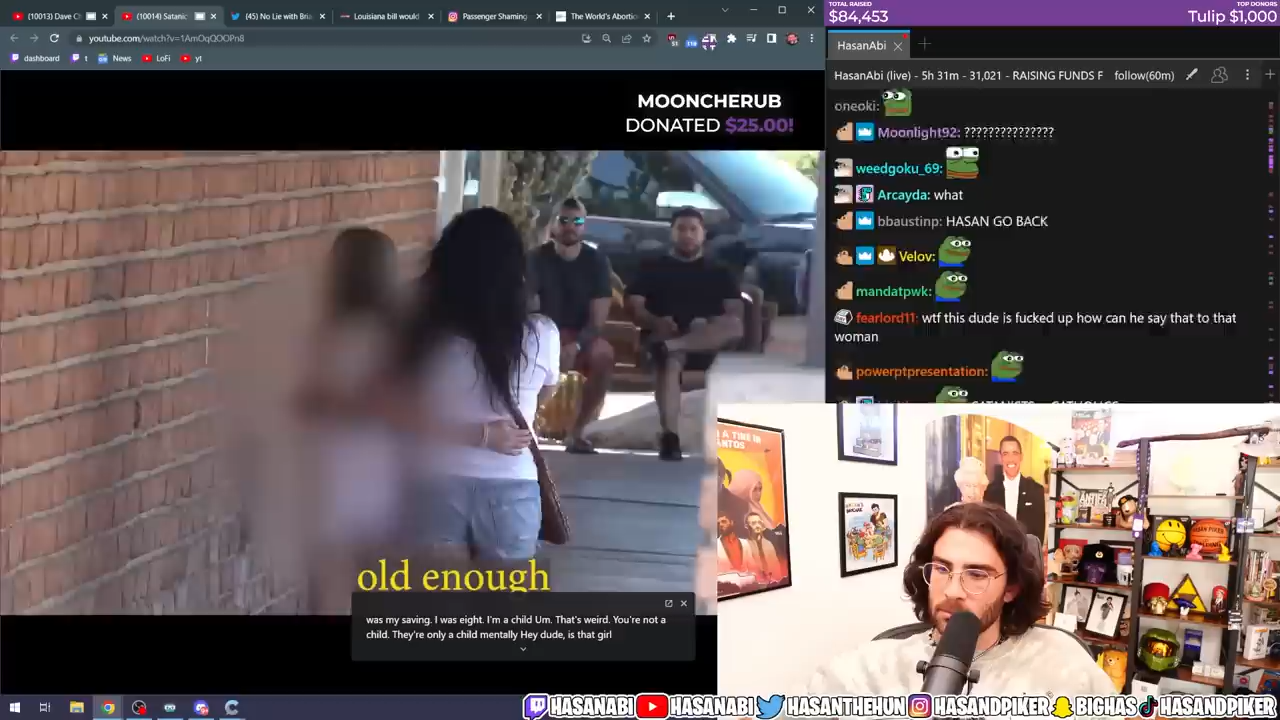 (10013) Dave C
(10014) Satanic
(45) No Lie with Bria
Louisiana bill would
Passenger Shaming
The World's Abortio
youtube.com/watch?v=1AmOqQOOPn8
dashboard
t
News
LoFi
yt
TOTAL RAISED
TOP DONORS
$84,453
Tulip $1,000
HasanAbi
HasanAbi (live) - 5h 31m - 31,021 - RAISING FUNDS F
follow(60m)
MOONCHERUB
DONATED $25.00!
oneoki:
Moonlight92: ???????????????
weedgoku_69:
Arcayda: what
bbaustinp: HASAN GO BACK
Velov:
mandatpwk:
fearlord11: wtf this dude is fucked up how can he say that to that
woman
powerptpresentation:
old enough
was my saving. I was eight. I'm a child Um. That's weird. You're not a
child. They're only a child mentally Hey dude, is that girl
HASANABI
HASANABI
HASANTHEHUN
HASANDPIKER
BIGHAS
HASANDPIKER